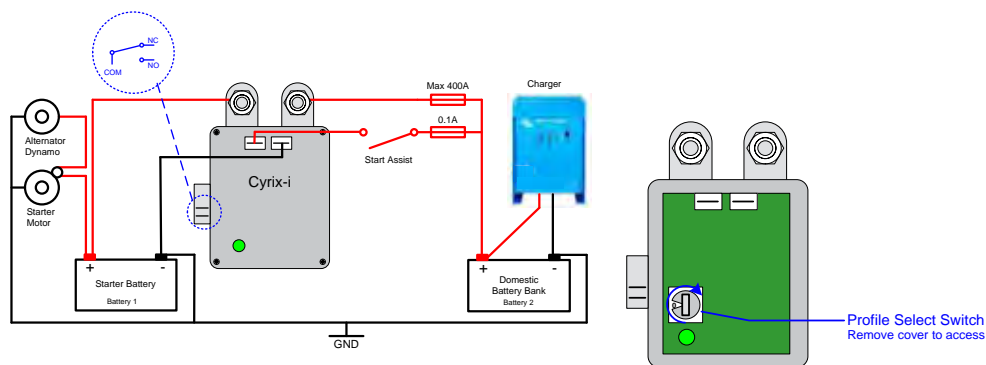 NC
COM
NO
Max 400A
Charger
0.1A
Alternator
Dynamo
Start Assist
Cyrix-i
Starter
Motor
+ -
Starter Battery
Battery 1
+ -
Domestic
Battery Bank
Battery 2
GND
0
Profile Select Switch
Remove cover to access